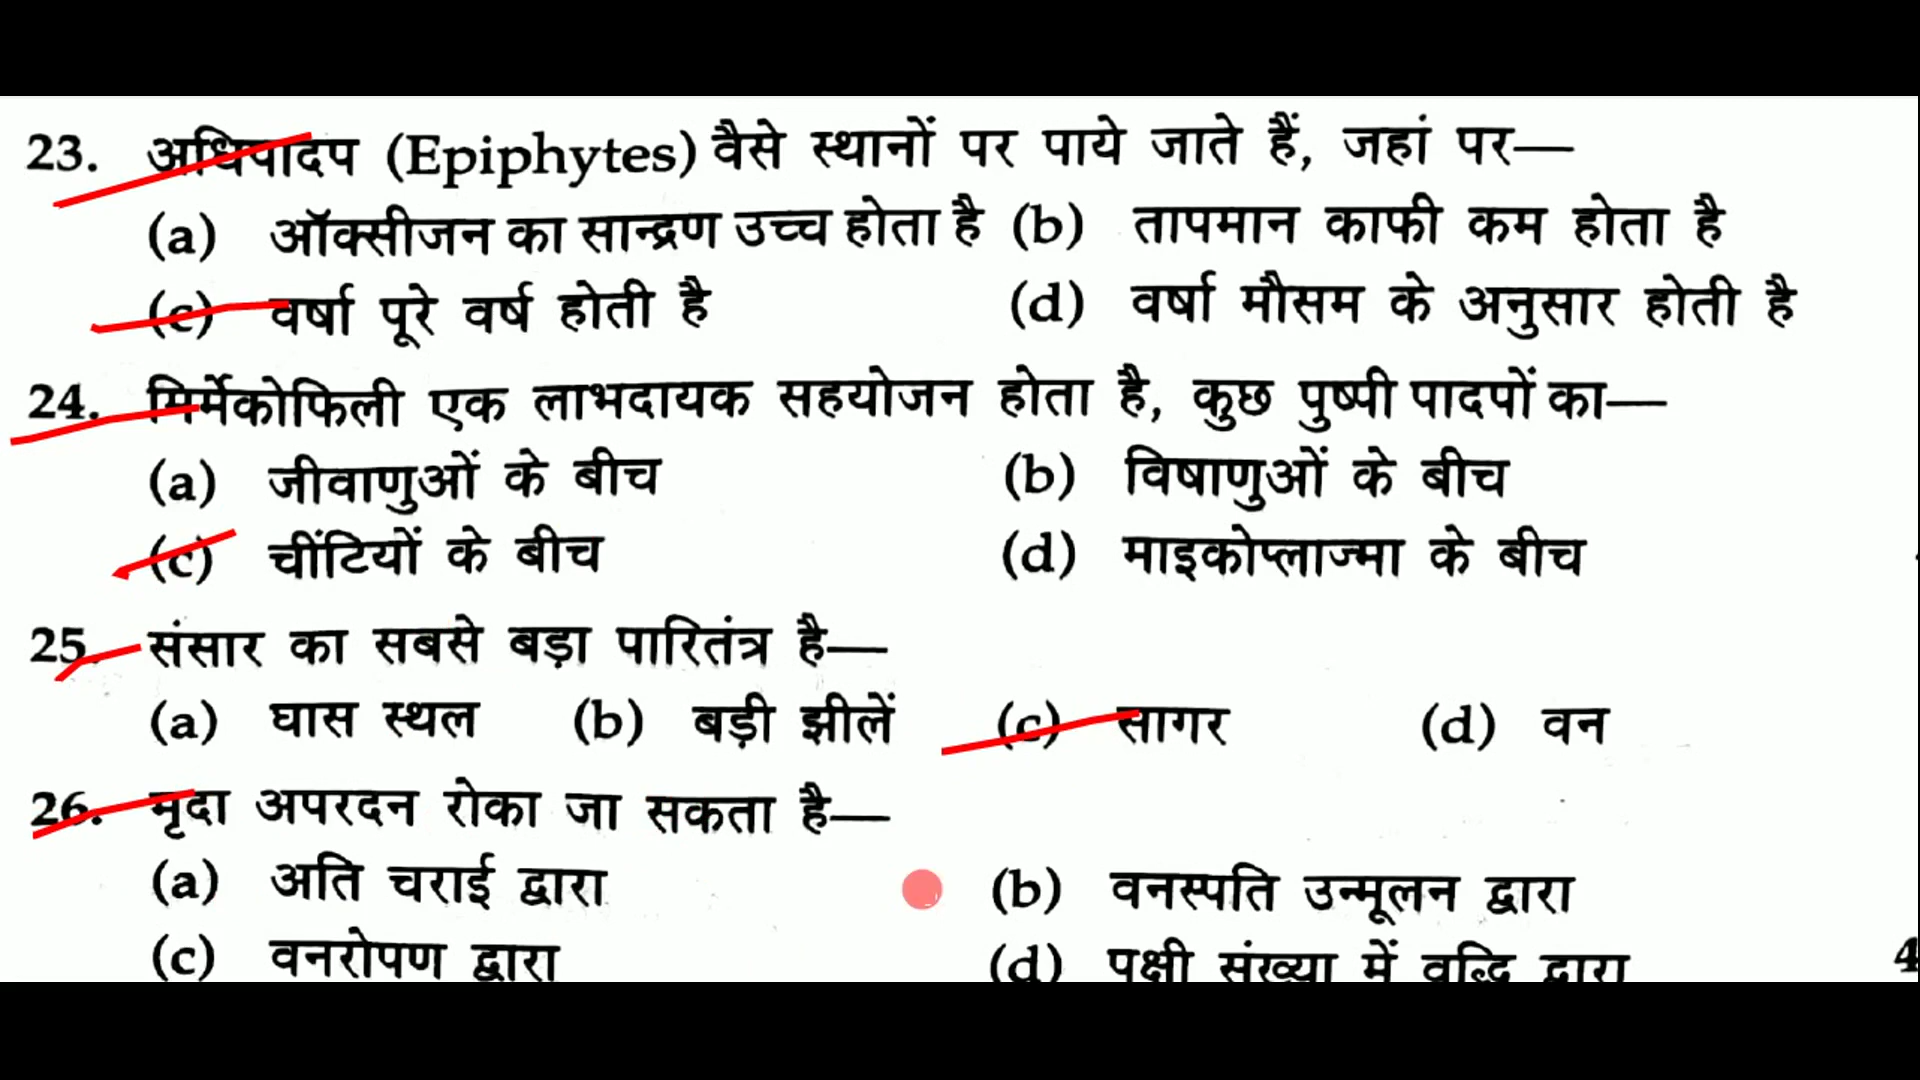 23. अधिपादप (Epiphytes) वैसे स्थानों पर पाये जाते हैं, जहां पर—
(a) ऑक्सीजन का सान्द्रण उच्च होता है (b) तापमान काफी कम होता है
(c) वर्षा पूरे वर्ष होती है (d) वर्षा मौसम के अनुसार होती है
24. मिर्मेकोफिली एक लाभदायक सहयोजन होता है, कुछ पुष्पी पादपों का—
(a) जीवाणुओं के बीच (b) विषाणुओं के बीच
(c) चींटियों के बीच (d) माइकोप्लाज्मा के बीच
25. संसार का सबसे बड़ा पारितंत्र है—
(a) घास स्थल (b) बड़ी झीलें (c) सागर (d) वन
26. मृदा अपरदन रोका जा सकता है—
(a) अति चराई द्वारा (b) वनस्पति उन्मूलन द्वारा
(c) वनरोपण द्वारा (d) पक्षी संख्या में वृद्धि द्वारा
4